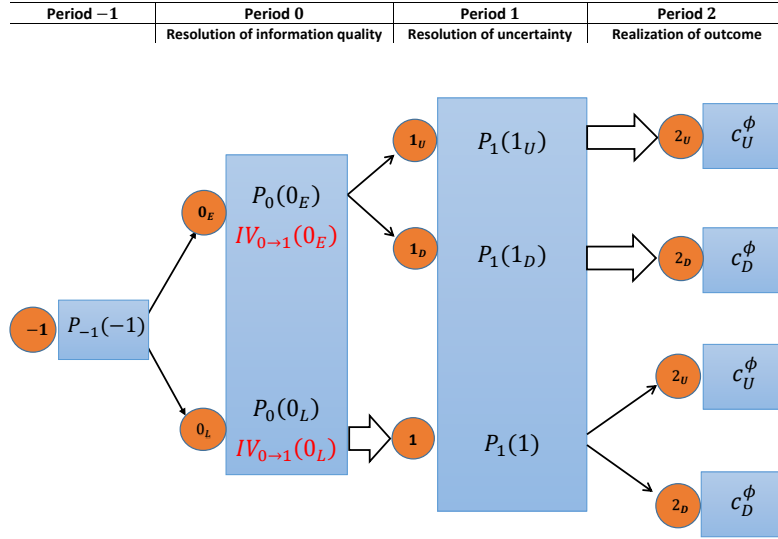 Period −1 Period 0 Period 1 Period 2
Resolution of information quality Resolution of uncertainty Realization of outcome
1_U P_1(1_U) 2_U c_U^ϕ
0_E P_0(0_E)
IV_{0→1}(0_E)
1_D P_1(1_D) 2_D c_D^ϕ
−1 P_{−1}(−1)
2_U c_U^ϕ
0_L P_0(0_L)
IV_{0→1}(0_L)
1 P_1(1)
2_D c_D^ϕ